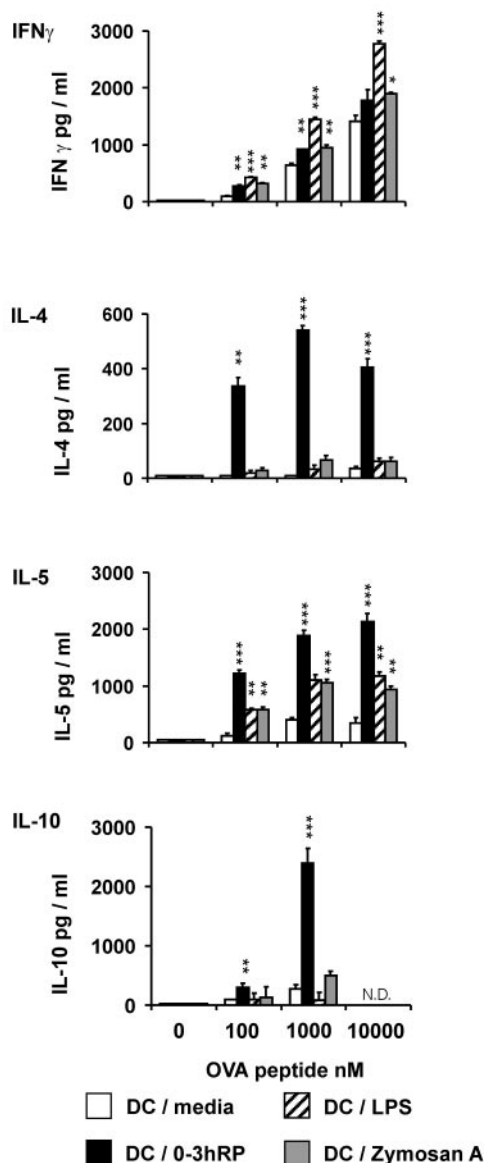 IFNγ
IFN γ pg / ml
3000
2000
1000
0
** *** **
** *** **
*** *
IL-4
IL-4 pg / ml
600
400
200
0
**
***
***
IL-5
IL-5 pg / ml
3000
2000
1000
0
*** ** **
*** ***
*** ** **
IL-10
IL-10 pg / ml
3000
2000
1000
0
**
***
N.D.
0 100 1000 10000
OVA peptide nM
DC / media DC / LPS
DC / 0-3hRP DC / Zymosan A